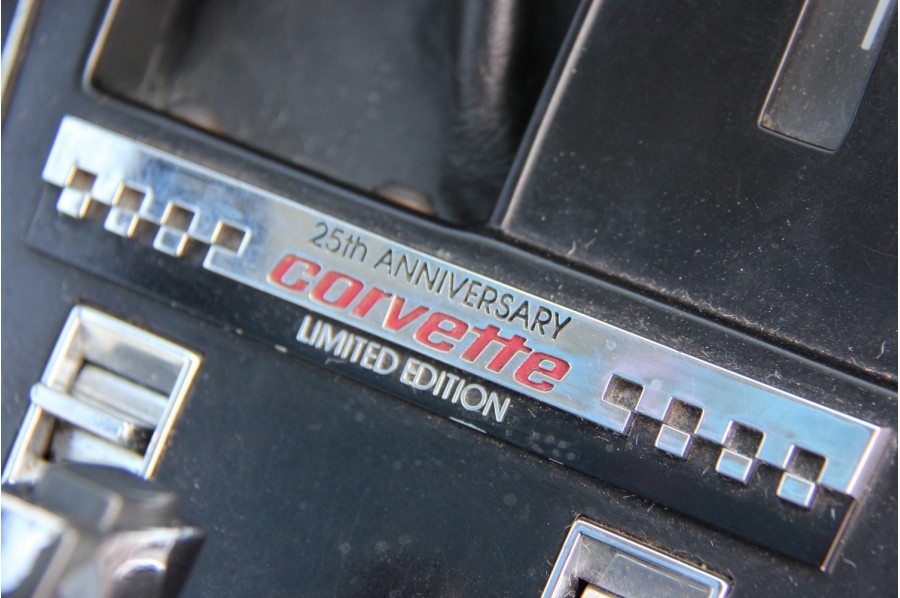 25th ANNIVERSARY
corvette
LIMITED EDITION